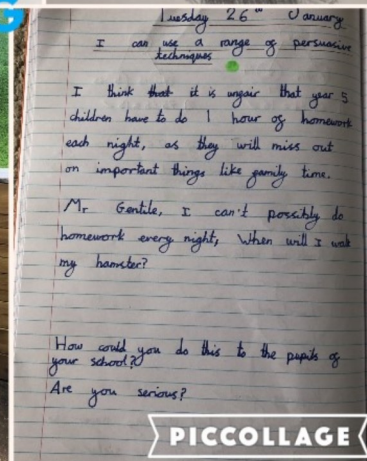 Tuesday 26th January
I can use a range of persuasive
techniques
I think that it is ungair that year 5
children have to do 1 hour of homework
each night, as they will miss out
on important things like gamily time.
Mr Gentile, I can't possibly do
homework every night, When will I walk
my hamster?
How could you do this to the pupils of
your school?
Are you serious?
PICCOLLAGE